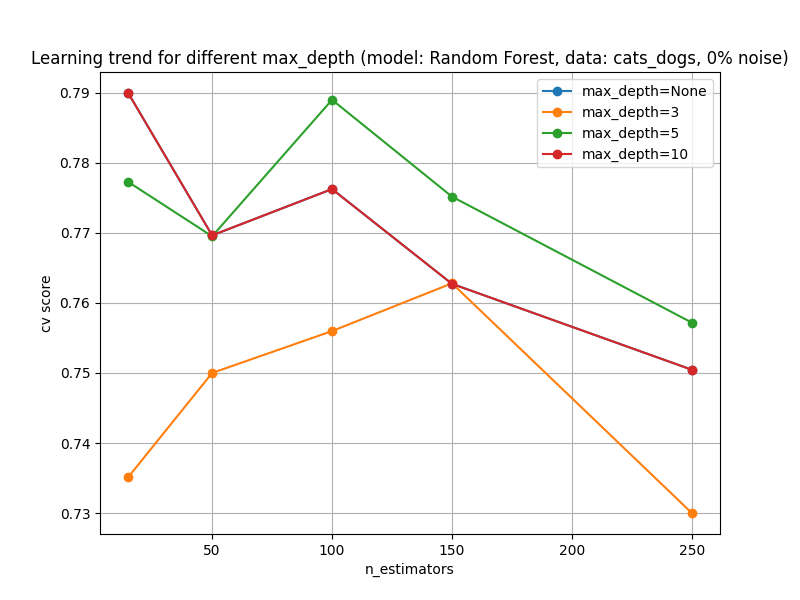 Learning trend for different max_depth (model: Random Forest, data: cats_dogs, 0% noise)
max_depth=None
max_depth=3
max_depth=5
max_depth=10
0.79
0.78
0.77
0.76
0.75
0.74
0.73
cv score
50
100
150
200
250
n_estimators